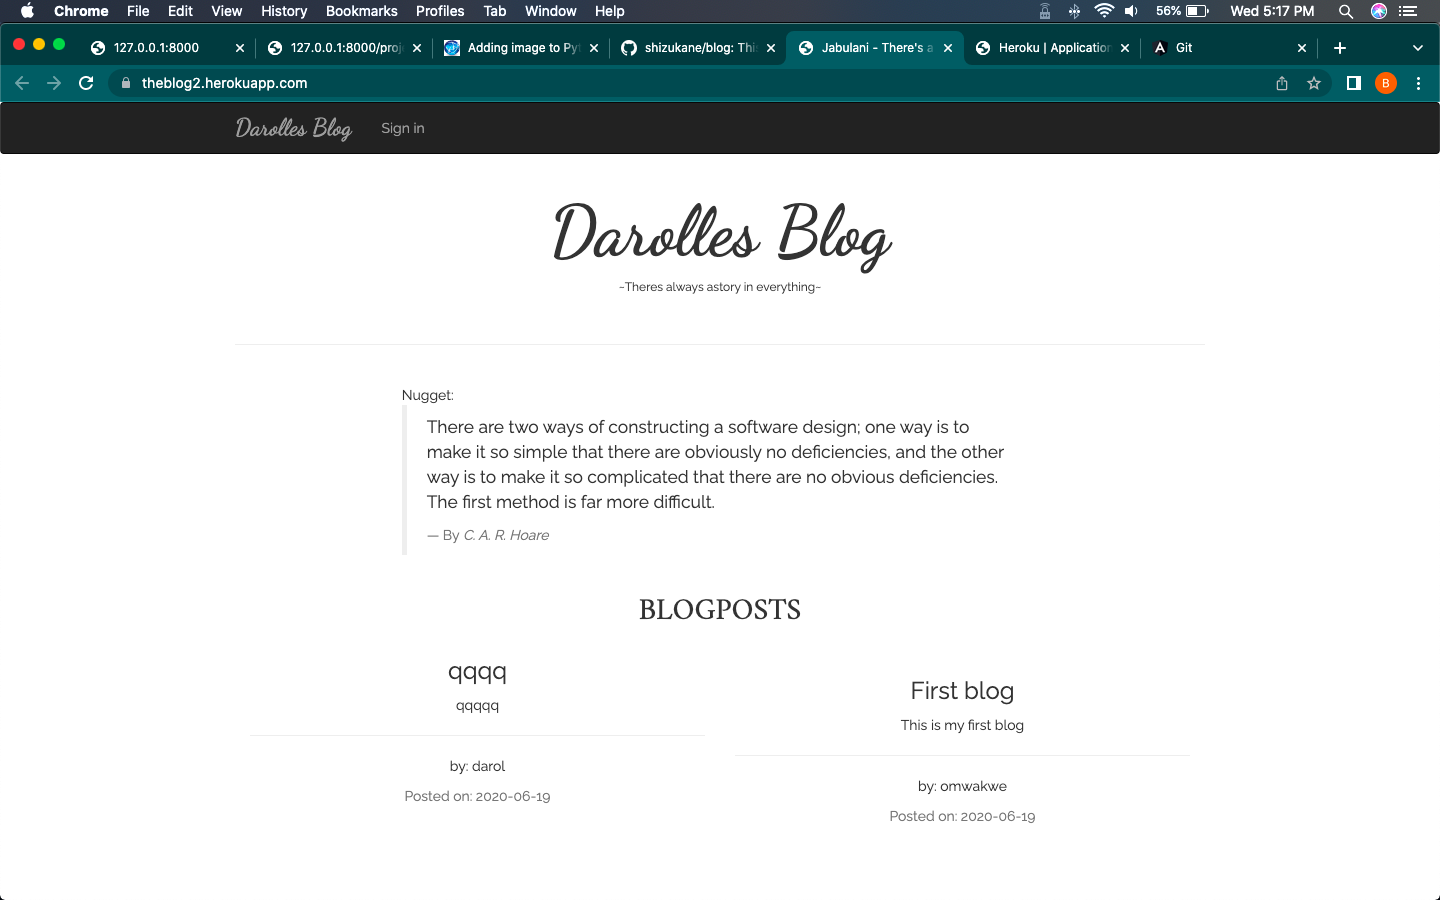 Chrome File Edit View History Bookmarks Profiles Tab Window Help 56% Wed 5:17 PM
127.0.0.1:8000 127.0.0.1:8000/proj Adding image to Pyt shizukane/blog: Thi Jabulani - There's a Heroku | Application Git
theblog2.herokuapp.com B
Darolles Blog Sign in
Darolles Blog
~Theres always astory in everything~
Nugget:
There are two ways of constructing a software design; one way is to
make it so simple that there are obviously no deficiencies, and the other
way is to make it so complicated that there are no obvious deficiencies.
The first method is far more difficult.
— By C. A. R. Hoare
BLOGPOSTS
qqqq
qqqqq
by: darol
Posted on: 2020-06-19
First blog
This is my first blog
by: omwakwe
Posted on: 2020-06-19